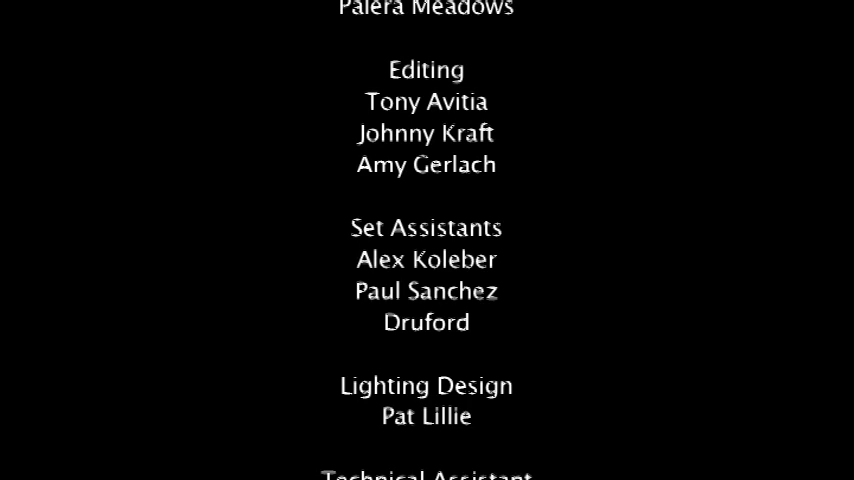 Palera Meadows
Editing
Tony Avitia
Johnny Kraft
Amy Gerlach
Set Assistants
Alex Koleber
Paul Sanchez
Druford
Lighting Design
Pat Lillie
Technical Assistant